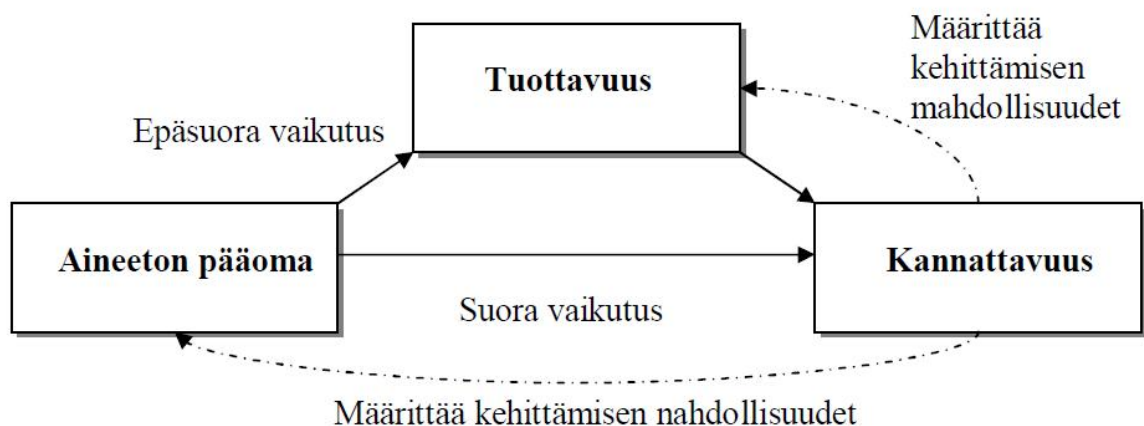 Määrittää
kehittämisen
mahdollisuudet
Tuottavuus
Epäsuora vaikutus
Aineeton pääoma
Kannattavuus
Suora vaikutus
Määrittää kehittämisen nahdollisuudet